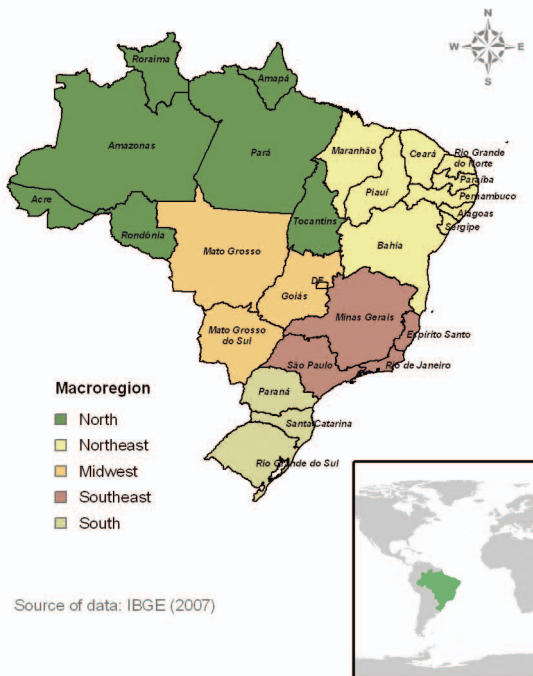 N
W
E
S
Roraima
Amapá
Amazonas
Pará
Maranhão
Ceará
Rio Grande
do Norte
Paraíba
Piauí
Pernambuco
Acre
Alagoas
Tocantins
Sergipe
Rondônia
Bahia
Mato Grosso
DF
Goiás
Minas Gerais
Mato Grosso
do Sul
Espírito Santo
São Paulo
Rio de Janeiro
Paraná
Santa Catarina
Rio Grande do Sul
Macroregion
North
Northeast
Midwest
Southeast
South
Source of data: IBGE (2007)